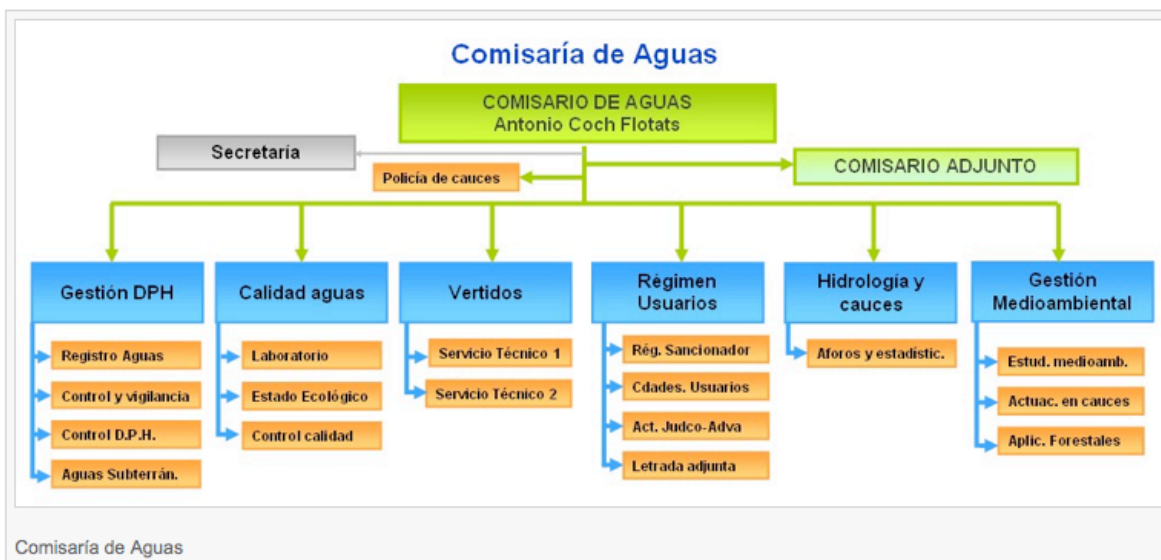 Comisaría de Aguas
COMISARIO DE AGUAS
Antonio Coch Flotats
Secretaría
Policía de cauces
COMISARIO ADJUNTO
Gestión DPH
Registro Aguas
Control y vigilancia
Control D.P.H.
Aguas Subterrán.
Calidad aguas
Laboratorio
Estado Ecológico
Control calidad
Vertidos
Servicio Técnico 1
Servicio Técnico 2
Régimen
Usuarios
Rég. Sancionador
Cdades. Usuarios
Act. Judco-Adva
Letrada adjunta
Hidrología y
cauces
Aforos y estadístic.
Gestión
Medioambiental
Estud. medioamb.
Actuac. en cauces
Aplic. Forestales
Comisaría de Aguas